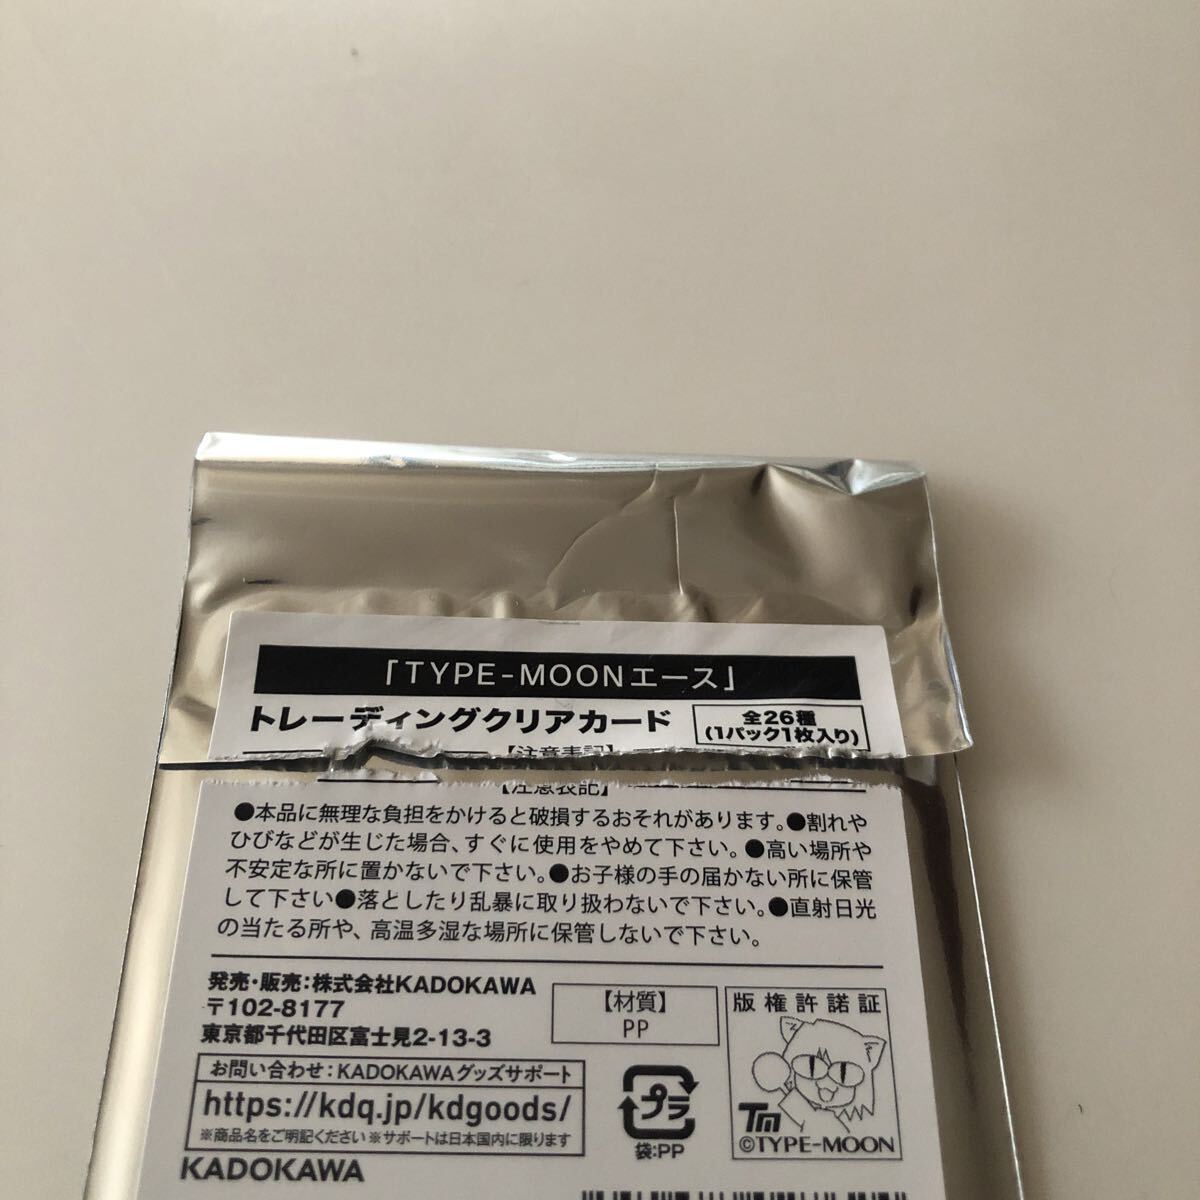 「TYPE-MOONエース」
トレーディングクリアカード
全26種
(1パック1枚入り)
【注意表記】
●本品に無理な負担をかけると破損するおそれがあります。●割れや
ひびなどが生じた場合、すぐに使用をやめて下さい。●高い場所や
不安定な所に置かないで下さい。●お子様の手の届かない所に保管
して下さい●落としたり乱暴に取り扱わないで下さい。●直射日光
の当たる所や、高温多湿な場所に保管しないで下さい。
発売・販売：株式会社KADOKAWA
〒102-8177
東京都千代田区富士見2-13-3
お問い合わせ：KADOKAWAグッズサポート
https://kdq.jp/kdgoods/
※商品名をご明記ください※サポートは日本国内に限ります
KADOKAWA
【材質】
PP
プラ
袋:PP
版権許諾証
TM
©TYPE-MOON